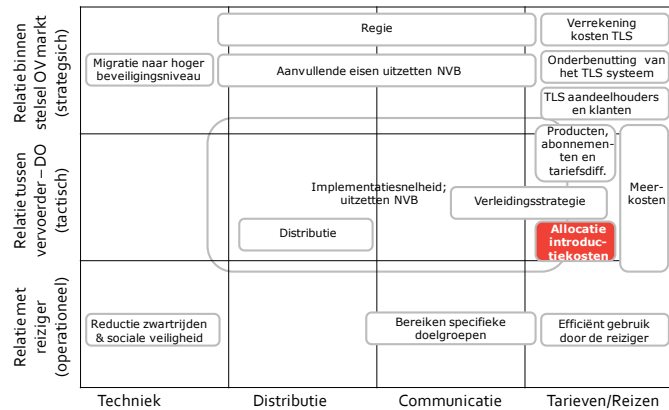 Relatie binnen
stelsel OV markt
(strategsich)
Regie
Verrekening
kosten TLS
Migratie naar hoger
beveiligingsniveau
Aanvullende eisen uitzetten NVB
Onderbenutting van
het TLS systeem
TLS aandeelhouders
en klanten
Relatie tussen
vervoerder – DO
(tactisch)
Producten,
abonnemen-
ten en
tariefsdiff.
Meer-
kosten
Implementatiesnelheid;
uitzetten NVB
Verleidingsstrategie
Distributie
Allocatie
introduc-
tiekosten
Relatie met
reiziger
(operationeel)
Reductie zwartrijden
& sociale veiligheid
Bereiken specifieke
doelgroepen
Efficiënt gebruik
door de reiziger
Techniek
Distributie
Communicatie
Tarieven/Reizen